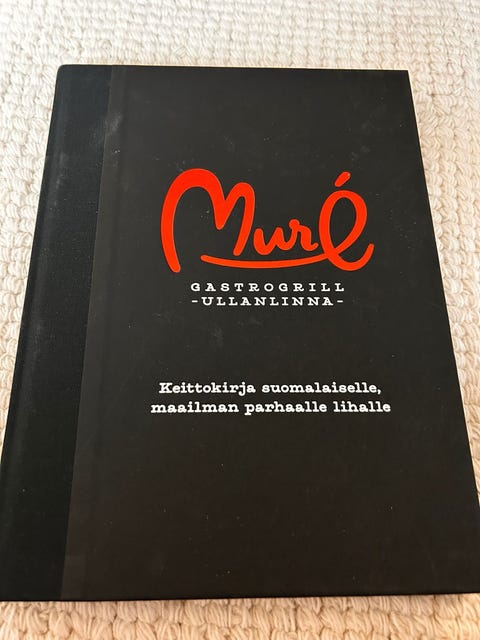 Muré
GASTROGRILL
-ULLANLINNA-
Keittokirja suomalaiselle,
maailman parhaalle lihalle